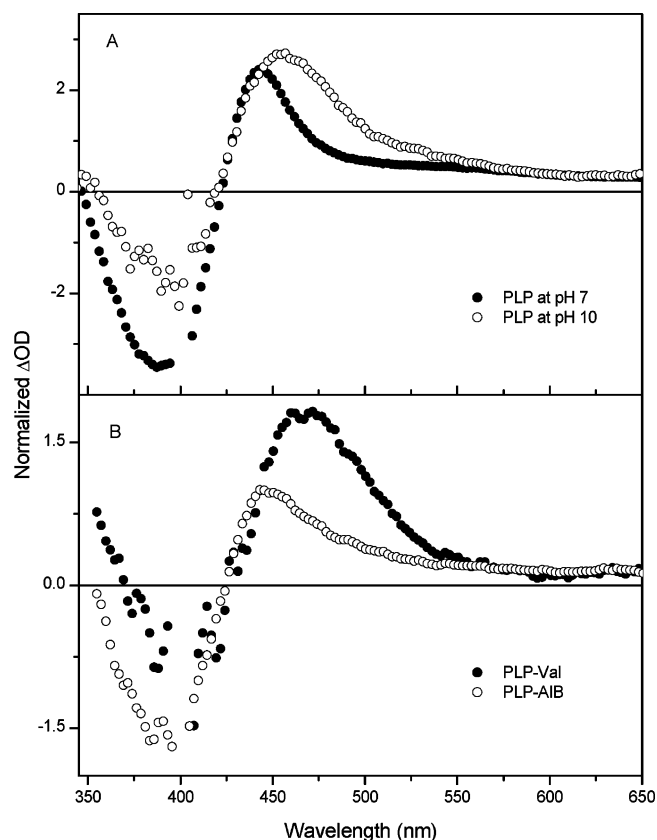 A
2
0
-2
PLP at pH 7
PLP at pH 10
Normalized ΔOD
B
1.5
0.0
-1.5
PLP-Val
PLP-AIB
350 400 450 500 550 600 650
Wavelength (nm)